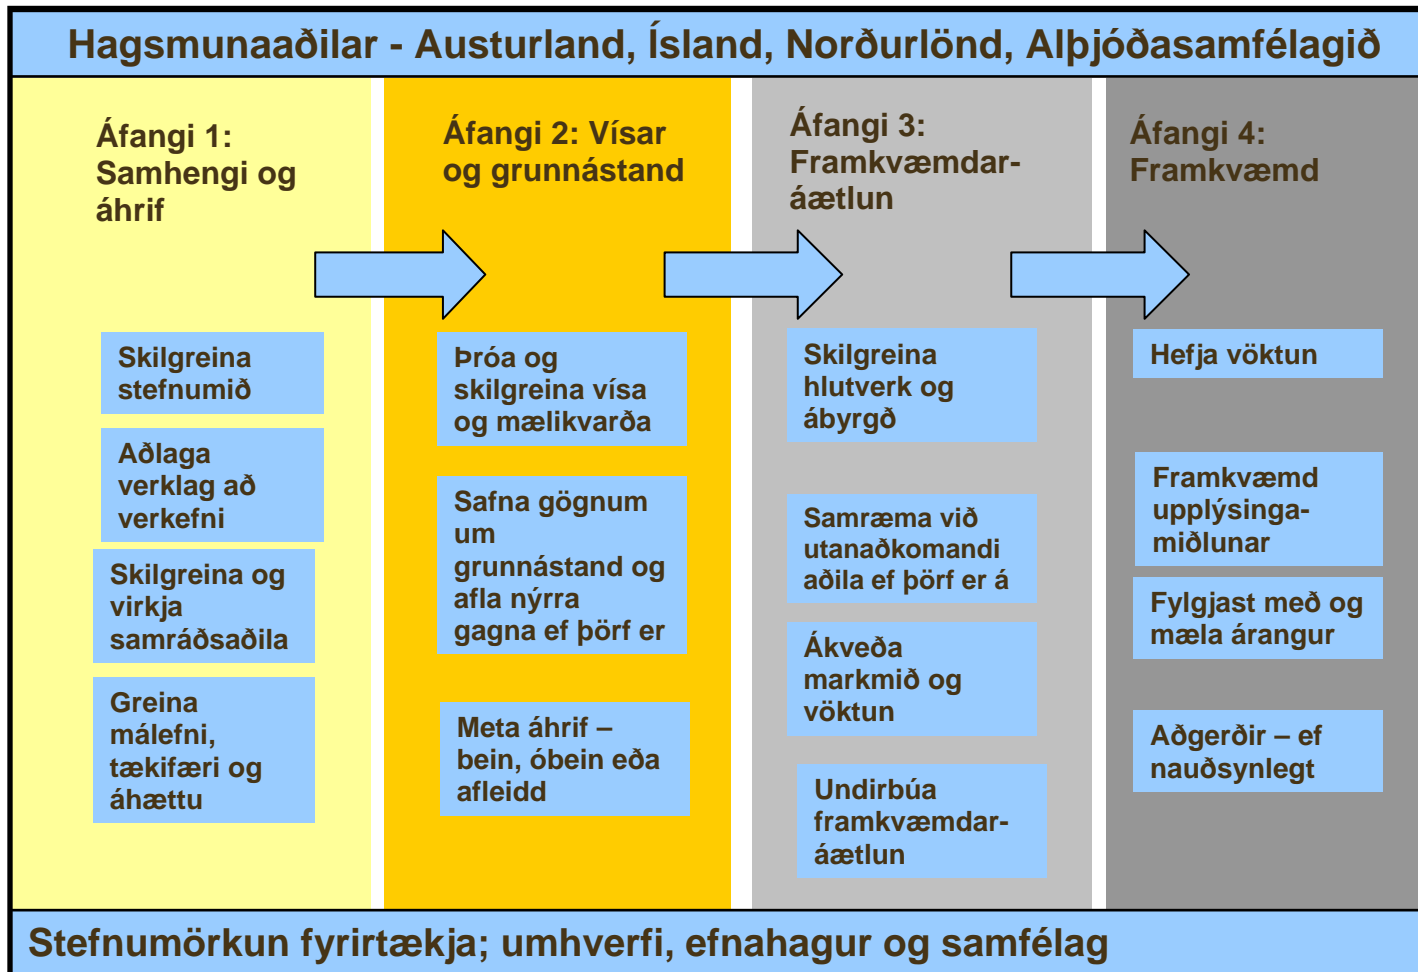 Hagsmunaaðilar - Austurland, Ísland, Norðurlönd, Alþjóðasamfélagið
Áfangi 1:
Samhengi og
áhrif
Skilgreina
stefnumið
Aðlaga
verklag að
verkefni
Skilgreina og
virkja
samráðsaðila
Greina
málefni,
tækifæri og
áhættu
Áfangi 2: Vísar
og grunnástand
Þróa og
skilgreina vísa
og mælikvarða
Safna gögnum
um
grunnástand og
afla nýrra
gagna ef þörf er
Meta áhrif –
bein, óbein eða
afleidd
Áfangi 3:
Framkvæmdar-
áætlun
Skilgreina
hlutverk og
ábyrgð
Samræma við
utanaðkomandi
aðila ef þörf er á
Ákveða
markmið og
vöktun
Undirbúa
framkvæmdar-
áætlun
Áfangi 4:
Framkvæmd
Hefja vöktun
Framkvæmd
upplýsinga-
miðlunar
Fylgjast með og
mæla árangur
Aðgerðir – ef
nauðsynlegt
Stefnumörkun fyrirtækja; umhverfi, efnahagur og samfélag